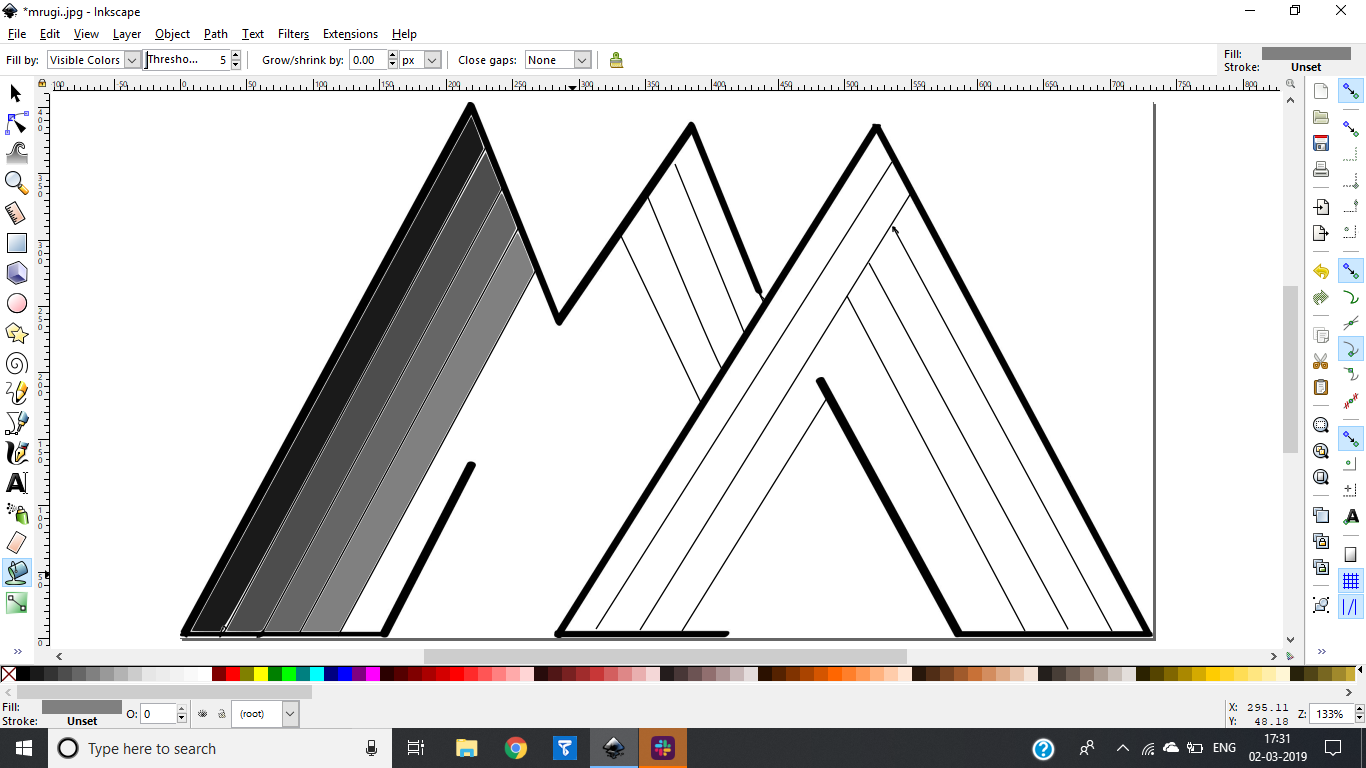 *mrugi..jpg - Inkscape
File Edit View Layer Object Path Text Filters Extensions Help
Fill by: Visible Colors Thresho... 5 Grow/shrink by: 0.00 px Close gaps: None
Fill:
Stroke: Unset
Fill:
Stroke: Unset
O: 0 (root)
X: 295.11
Y: 48.18
Z: 133%
Type here to search
ENG
17:31
02-03-2019